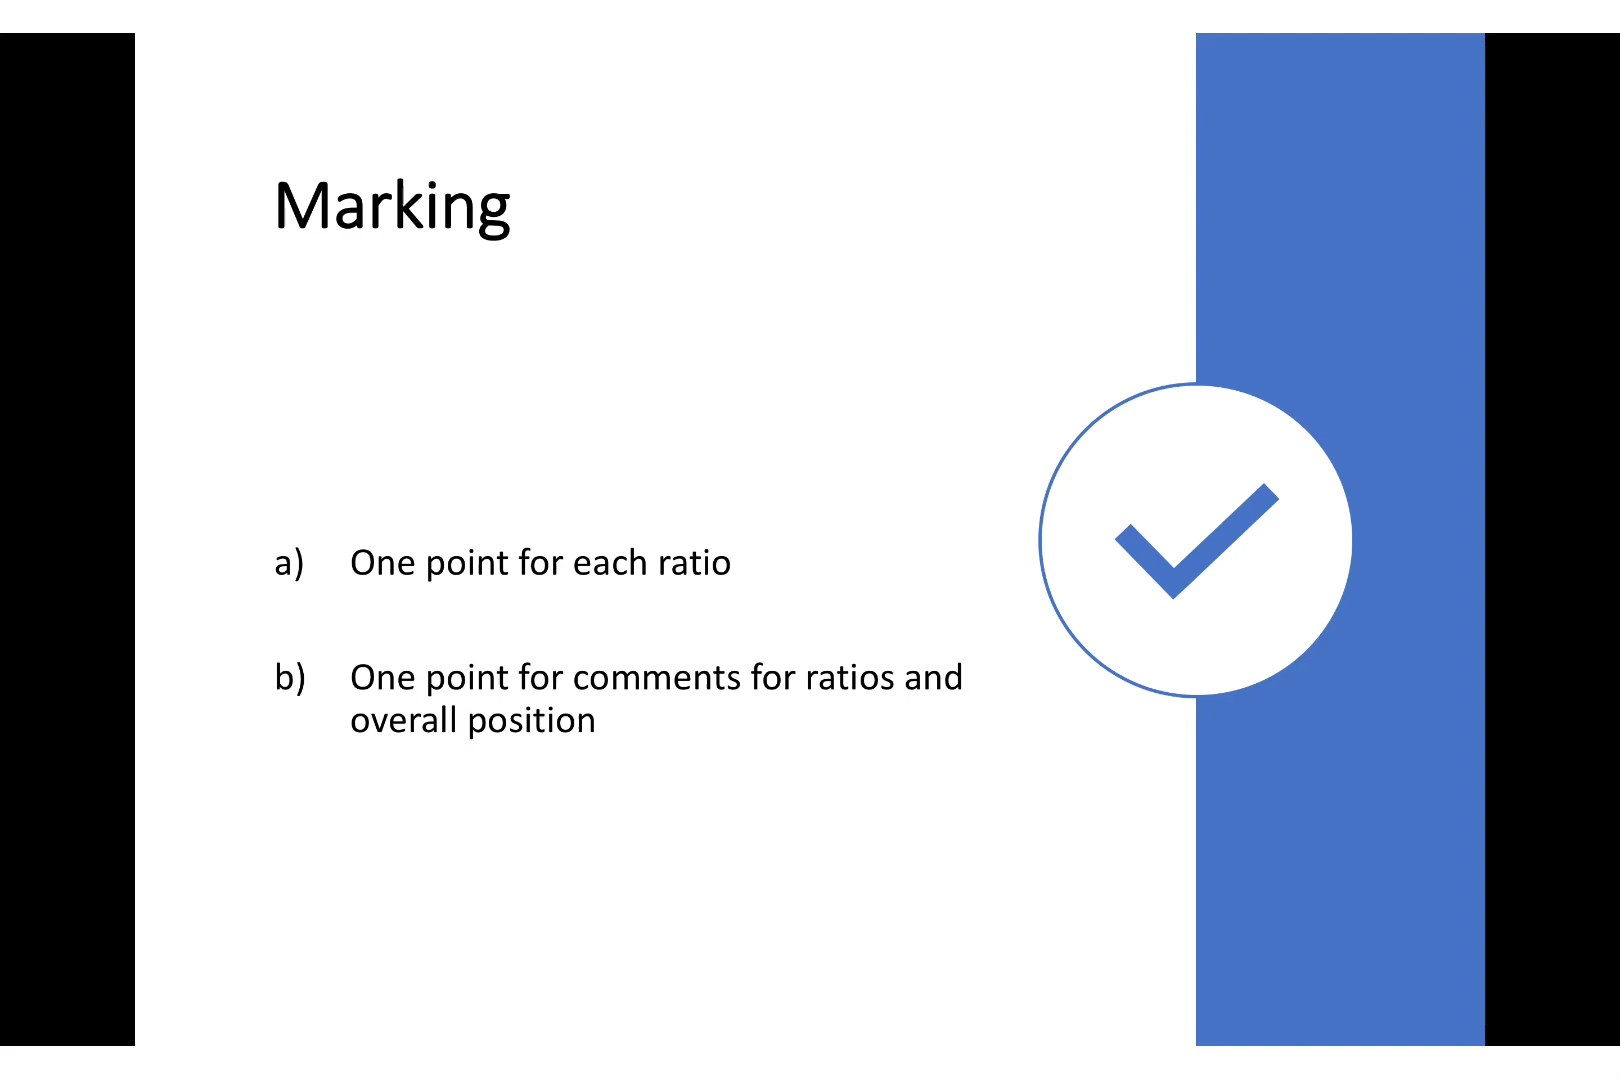 Marking
a) One point for each ratio
b) One point for comments for ratios and
overall position